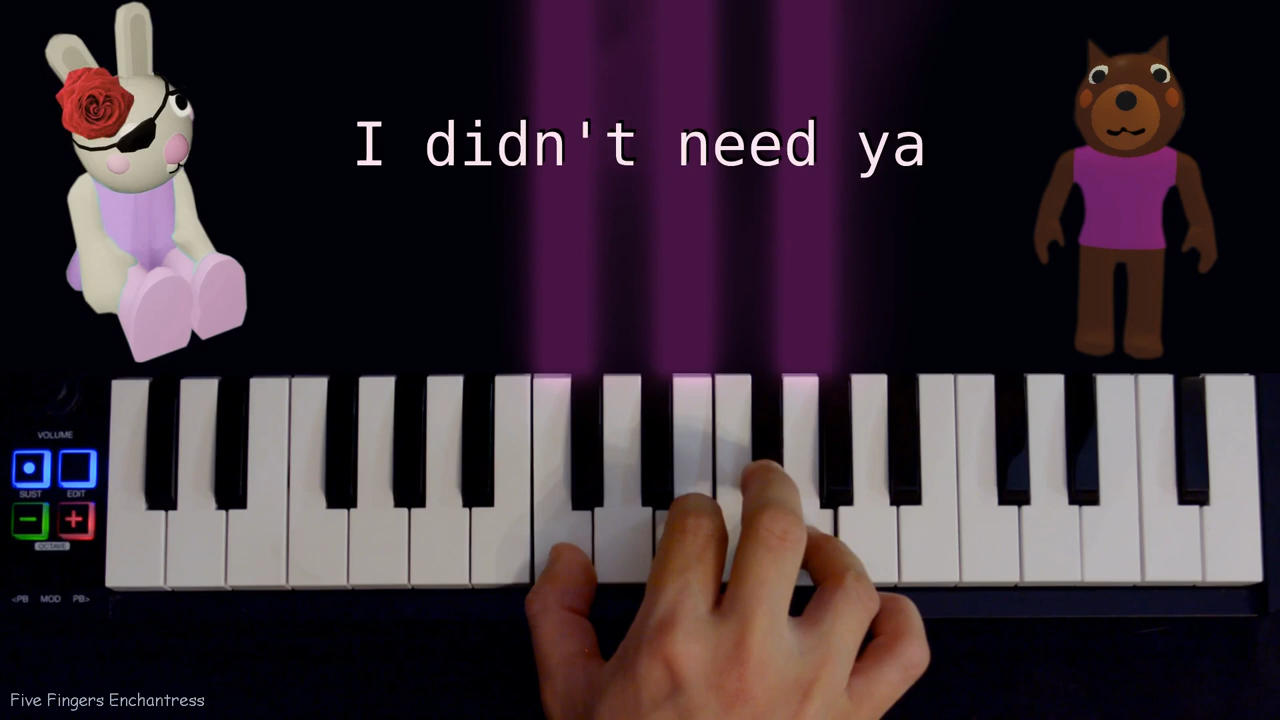 I didn't need ya
VOLUME
SUST EDIT
OCTAVE
<PB MOD PB>
Five Fingers Enchantress